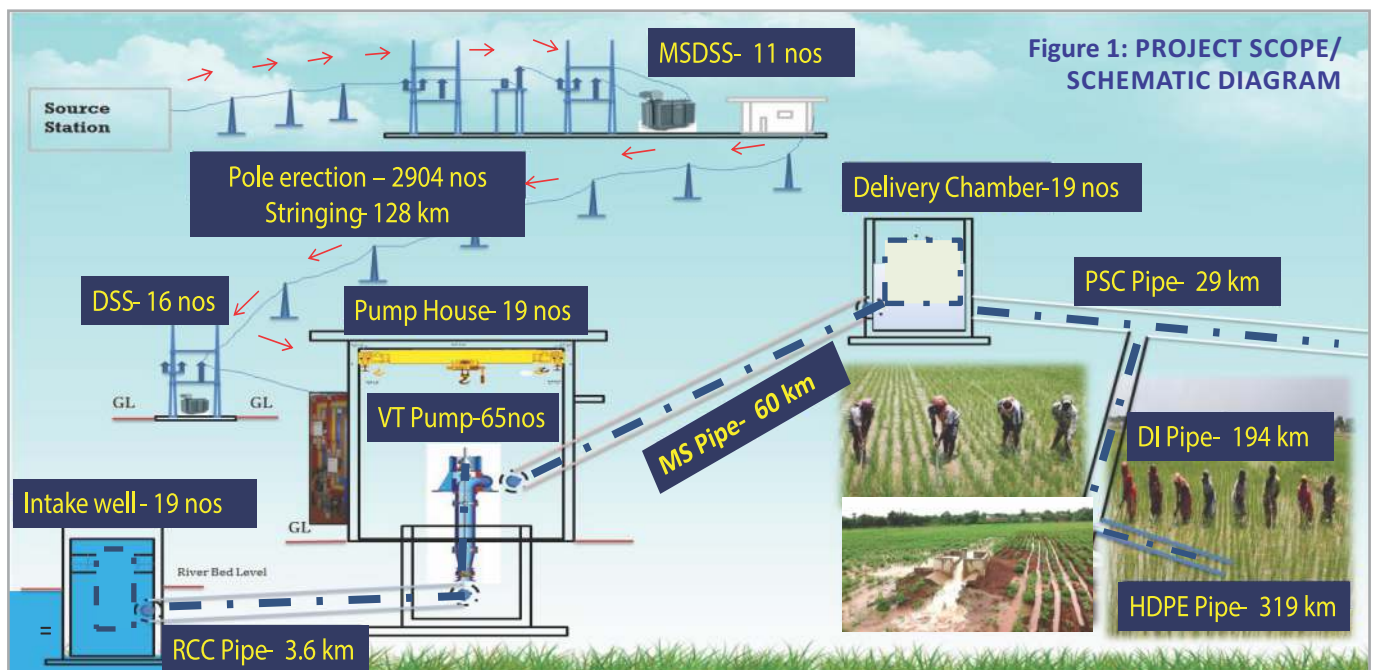 Figure 1: PROJECT SCOPE/
SCHEMATIC DIAGRAM
MSDSS- 11 nos
Source
Station
Pole erection – 2904 nos
Stringing- 128 km
Delivery Chamber-19 nos
PSC Pipe- 29 km
DSS- 16 nos
Pump House- 19 nos
GL
GL
VT Pump-65nos
MS Pipe- 60 km
DI Pipe- 194 km
Intake well - 19 nos
GL
River Bed Level
HDPE Pipe- 319 km
RCC Pipe- 3.6 km